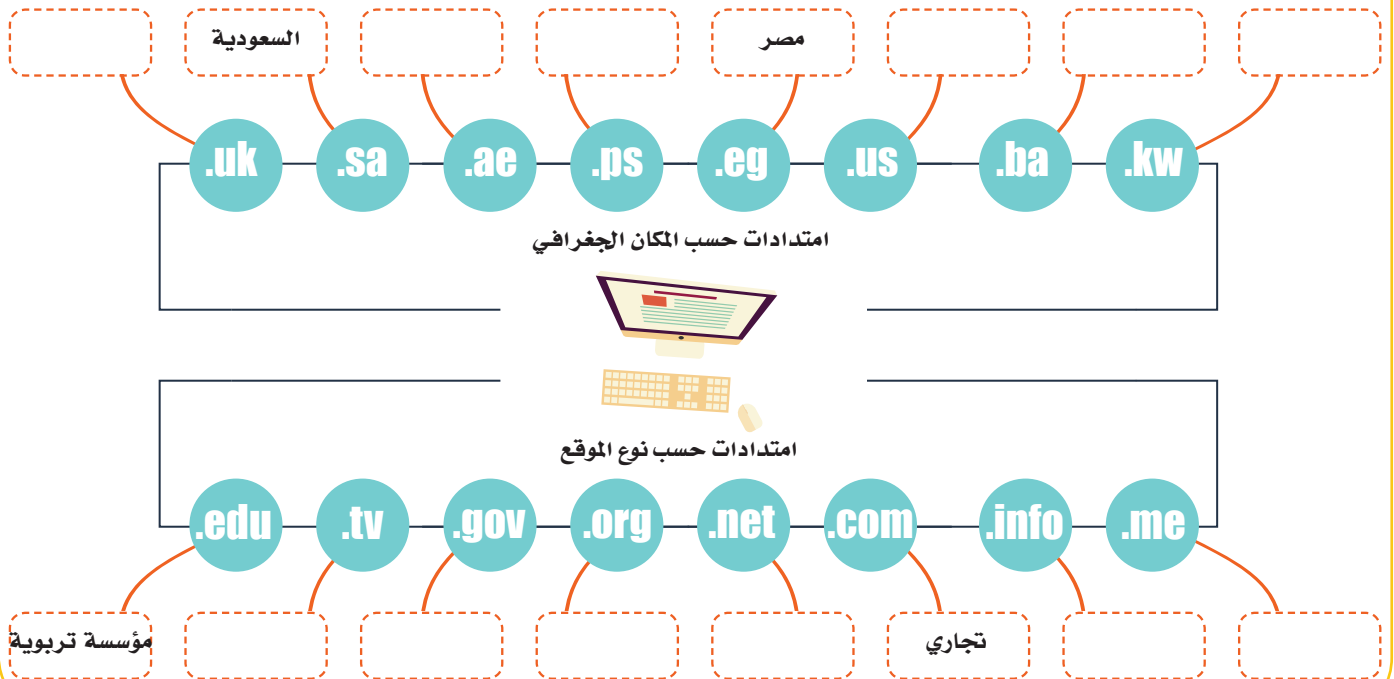 السعودية
مصر
.uk .sa .ae .ps .eg .us .ba .kw
امتدادات حسب المكان الجغرافي
امتدادات حسب نوع الموقع
.edu .tv .gov .org .net .com .info .me
مؤسسة تربوية
تجاري